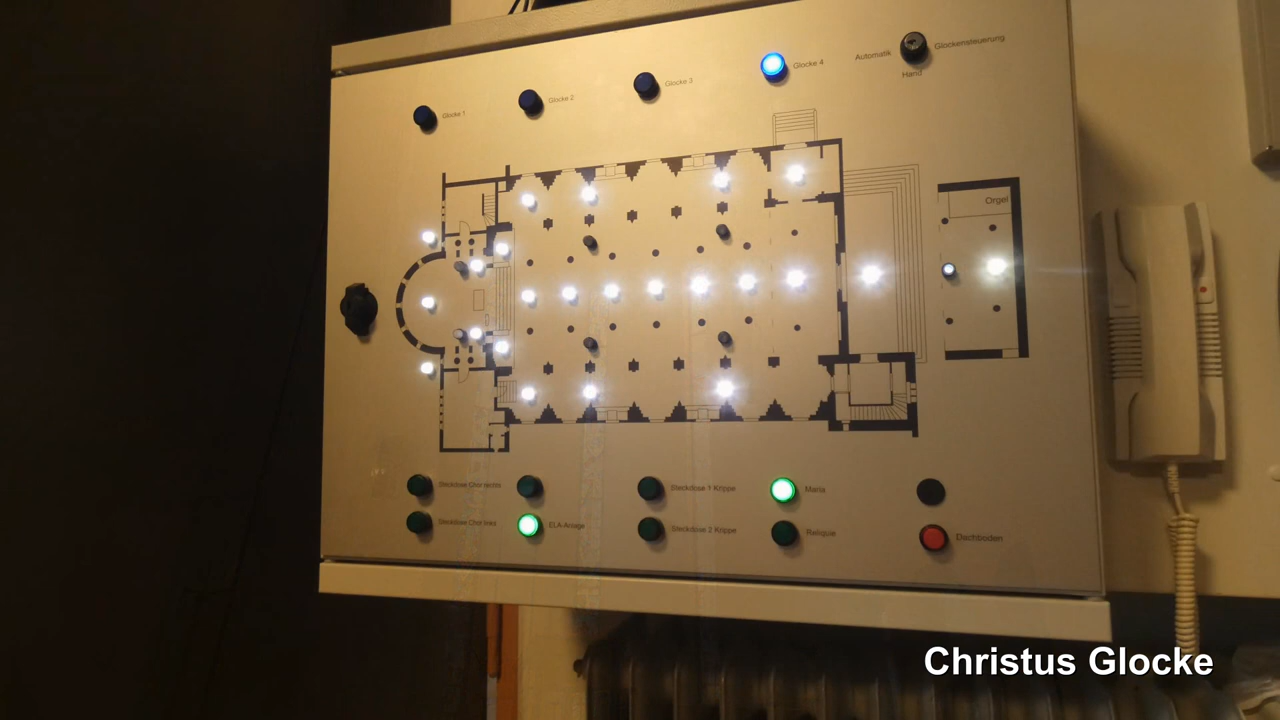 Glocke 1
Glocke 2
Glocke 3
Glocke 4
Automatik
Glockensteuerung
Hand
Orgel
Steckdose Chor rechts
Steckdose 1 Krippe
Maria
Steckdose Chor links
ELA-Anlage
Steckdose 2 Krippe
Reliquie
Dachboden
Christus Glocke